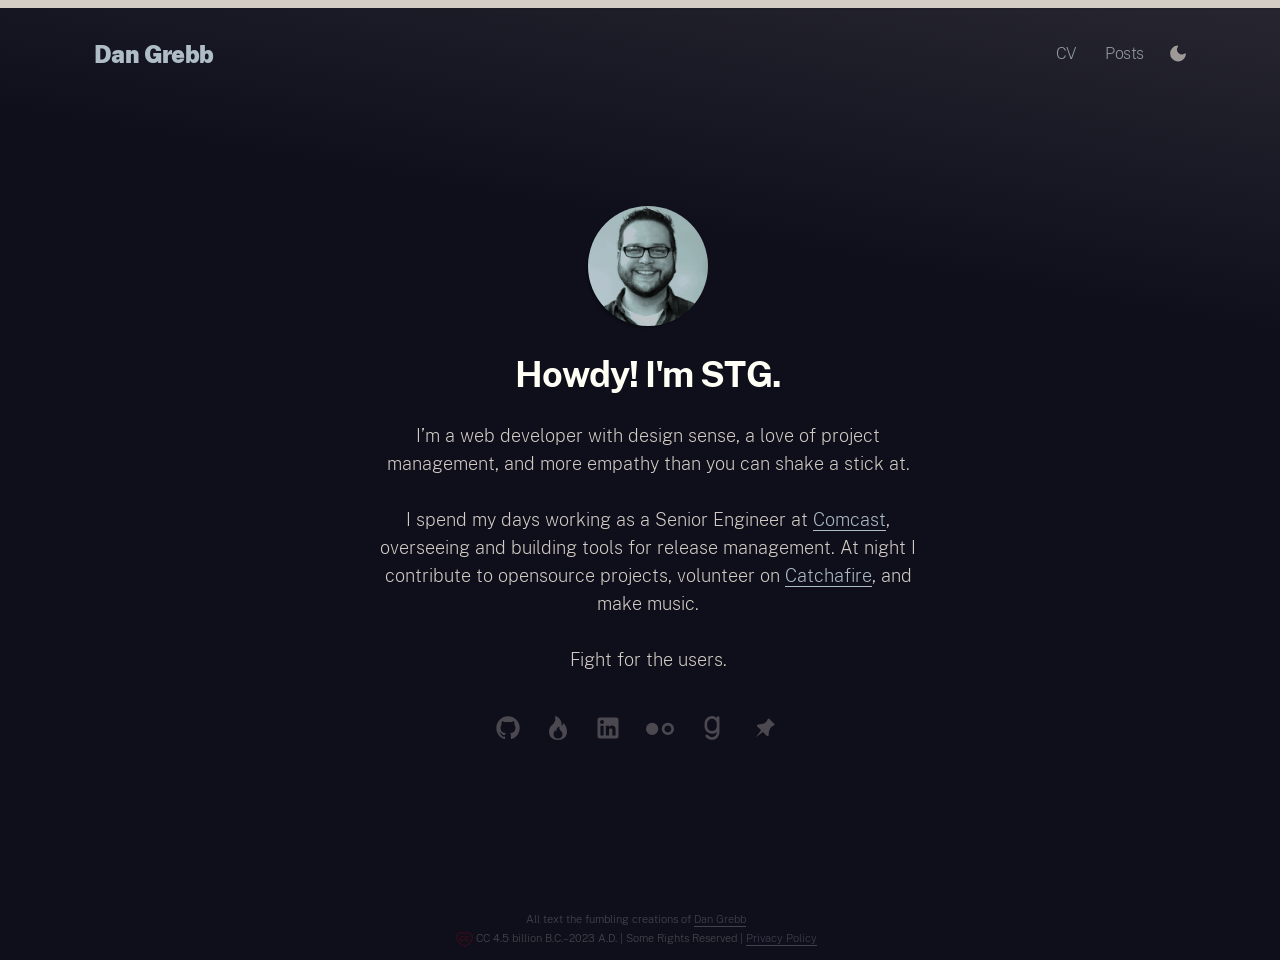 Dan Grebb
CV
Posts
Howdy! I'm STG.
I’m a web developer with design sense, a love of project
management, and more empathy than you can shake a stick at.
I spend my days working as a Senior Engineer at Comcast,
overseeing and building tools for release management. At night I
contribute to opensource projects, volunteer on Catchafire, and
make music.
Fight for the users.
All text the fumbling creations of Dan Grebb
CC 4.5 billion B.C.–2023 A.D. | Some Rights Reserved | Privacy Policy